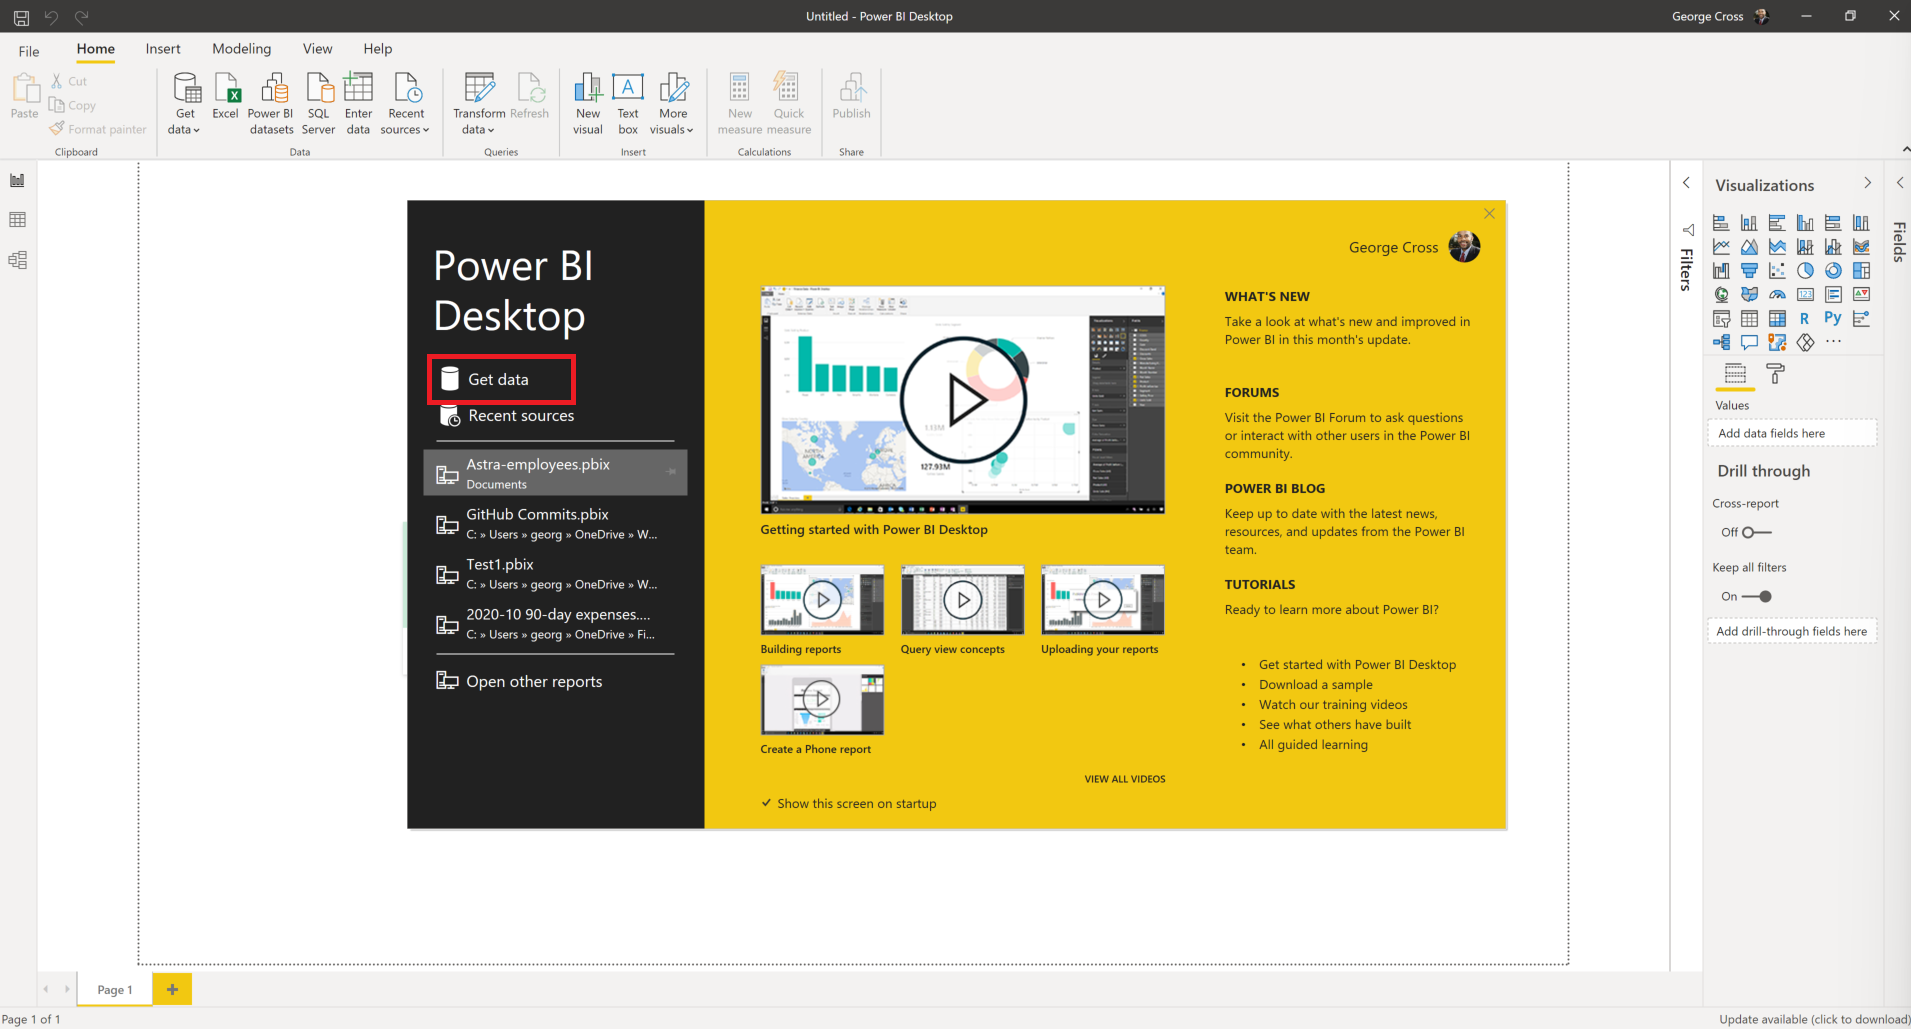 Untitled - Power BI Desktop
George Cross
File
Home
Insert
Modeling
View
Help
Paste
Cut
Copy
Format painter
Clipboard
Get data
Excel
Power BI datasets
SQL Server
Enter data
Recent sources
Data
Transform data
Refresh
Queries
New visual
Text box
More visuals
Insert
New measure
Quick measure
Calculations
Publish
Share
Power BI
Desktop
Get data
Recent sources
Astra-employees.pbix
Documents
GitHub Commits.pbix
C: » Users » georg » OneDrive » W...
Test1.pbix
C: » Users » georg » OneDrive » W...
2020-10 90-day expenses....
C: » Users » georg » OneDrive » Fi...
Open other reports
George Cross
127.93M
Getting started with Power BI Desktop
Building reports
Query view concepts
Uploading your reports
Create a Phone report
VIEW ALL VIDEOS
Show this screen on startup
WHAT'S NEW
Take a look at what's new and improved in
Power BI in this month's update.
FORUMS
Visit the Power BI Forum to ask questions
or interact with other users in the Power BI
community.
POWER BI BLOG
Keep up to date with the latest news,
resources, and updates from the Power BI
team.
TUTORIALS
Ready to learn more about Power BI?
• Get started with Power BI Desktop
• Download a sample
• Watch our training videos
• See what others have built
• All guided learning
Filters
Visualizations
123
R
Py
...
Values
Add data fields here
Drill through
Cross-report
Off
Keep all filters
On
Add drill-through fields here
Fields
Page 1
Page 1 of 1
Update available (click to download)